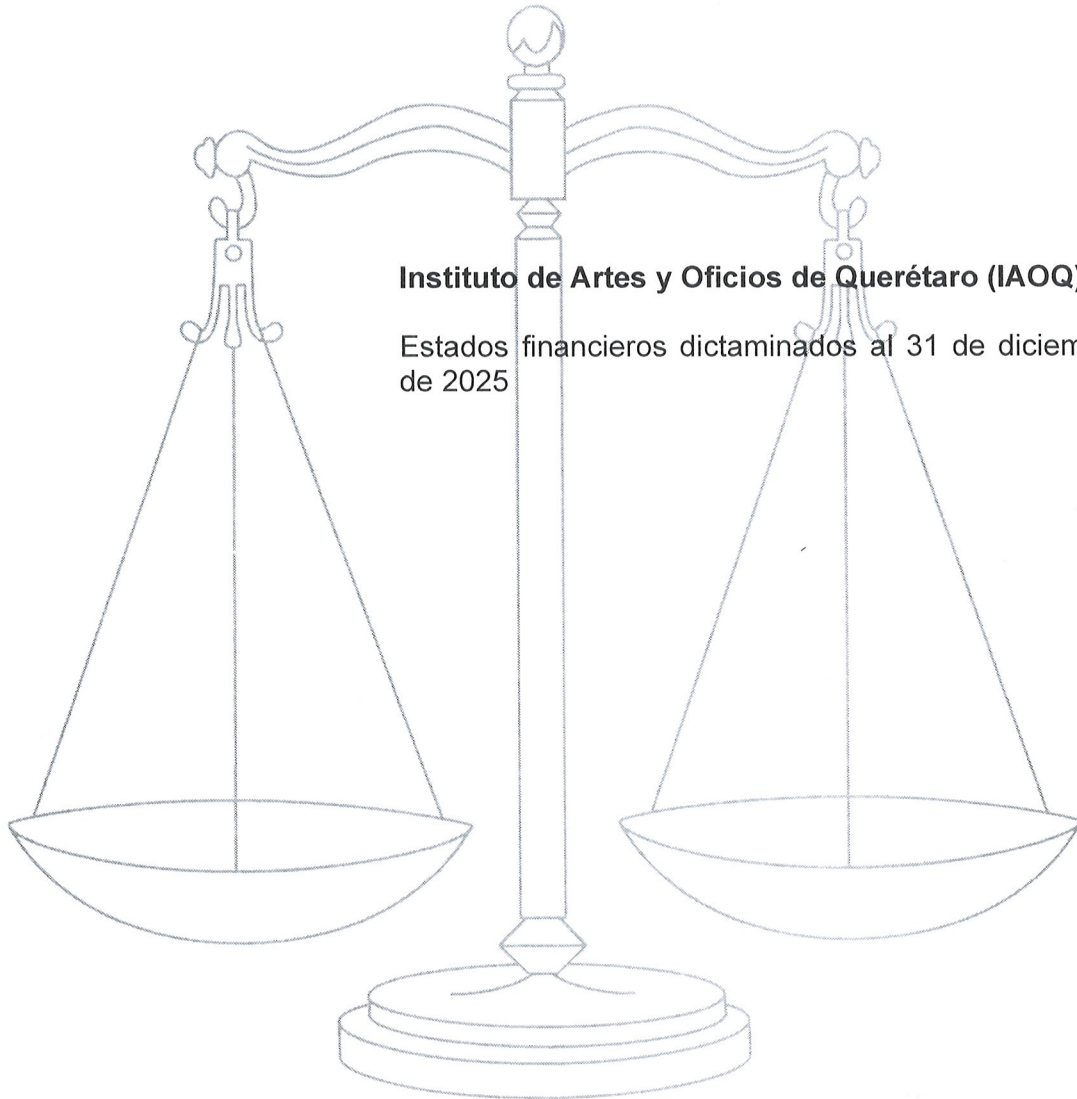 Instituto de Artes y Oficios de Querétaro (IAOQ)
Estados financieros dictaminados al 31 de diciem
de 2025